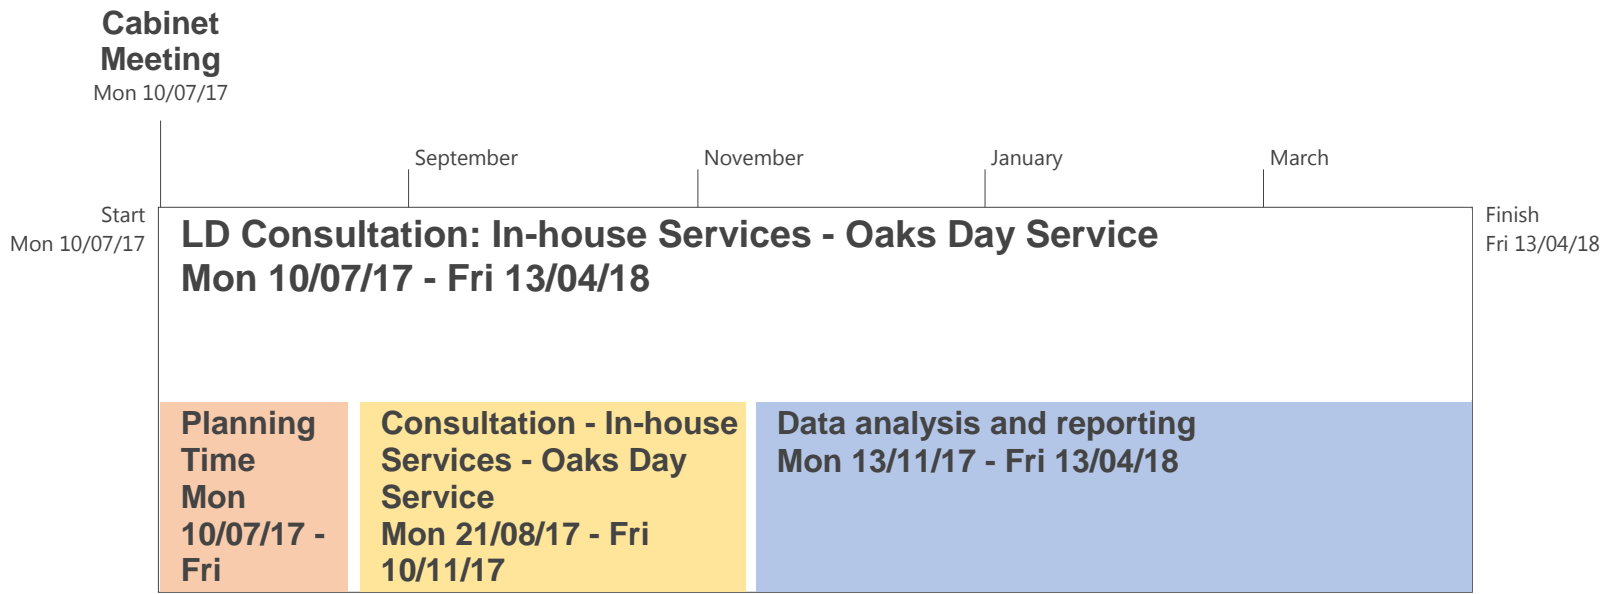 Cabinet
Meeting
Mon 10/07/17
September
November
January
March
Start
Mon 10/07/17
LD Consultation: In-house Services - Oaks Day Service
Mon 10/07/17 - Fri 13/04/18
Finish
Fri 13/04/18
Planning
Time
Mon
10/07/17 -
Fri
Consultation - In-house
Services - Oaks Day
Service
Mon 21/08/17 - Fri
10/11/17
Data analysis and reporting
Mon 13/11/17 - Fri 13/04/18